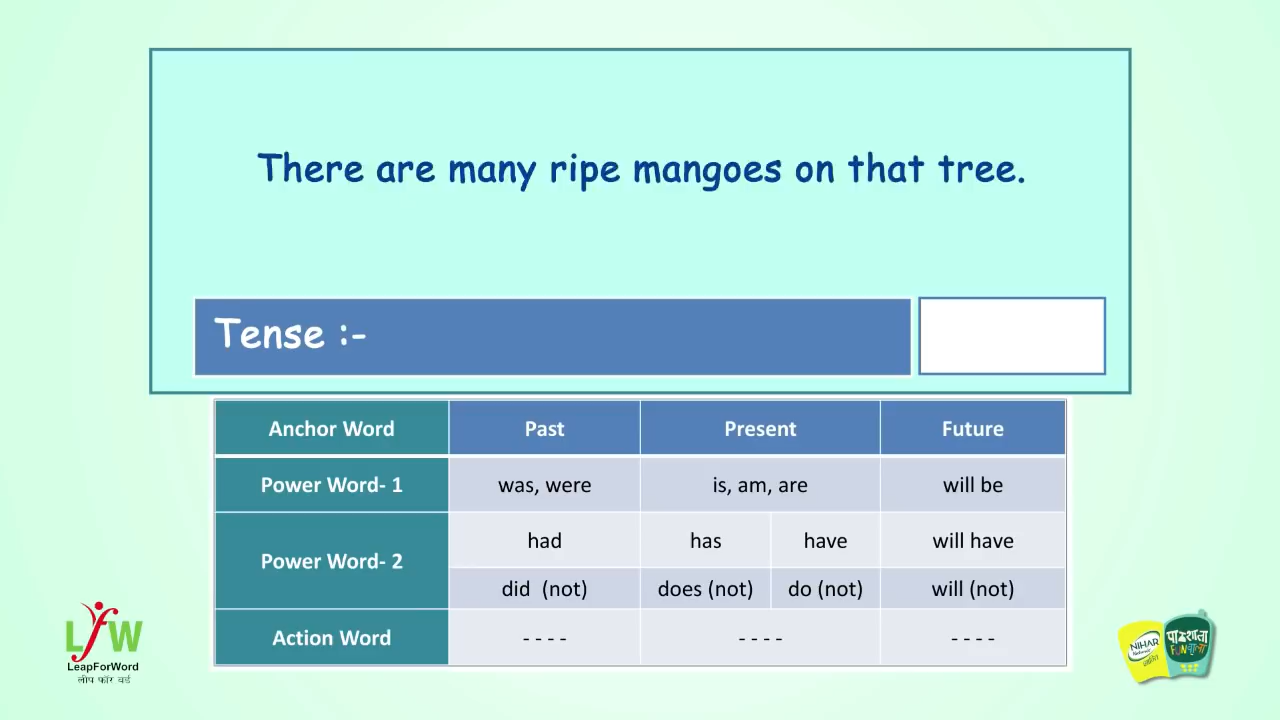 There are many ripe mangoes on that tree.
Tense :-
Anchor Word Past Present Future
Power Word- 1 was, were is, am, are will be
Power Word- 2 had has have will have
did (not) does (not) do (not) will (not)
Action Word - - - - - - - - - - - -
LfW
LeapForWord
लीप फॉर वर्ड
NIHAR
पाठशाला
FUNवाला